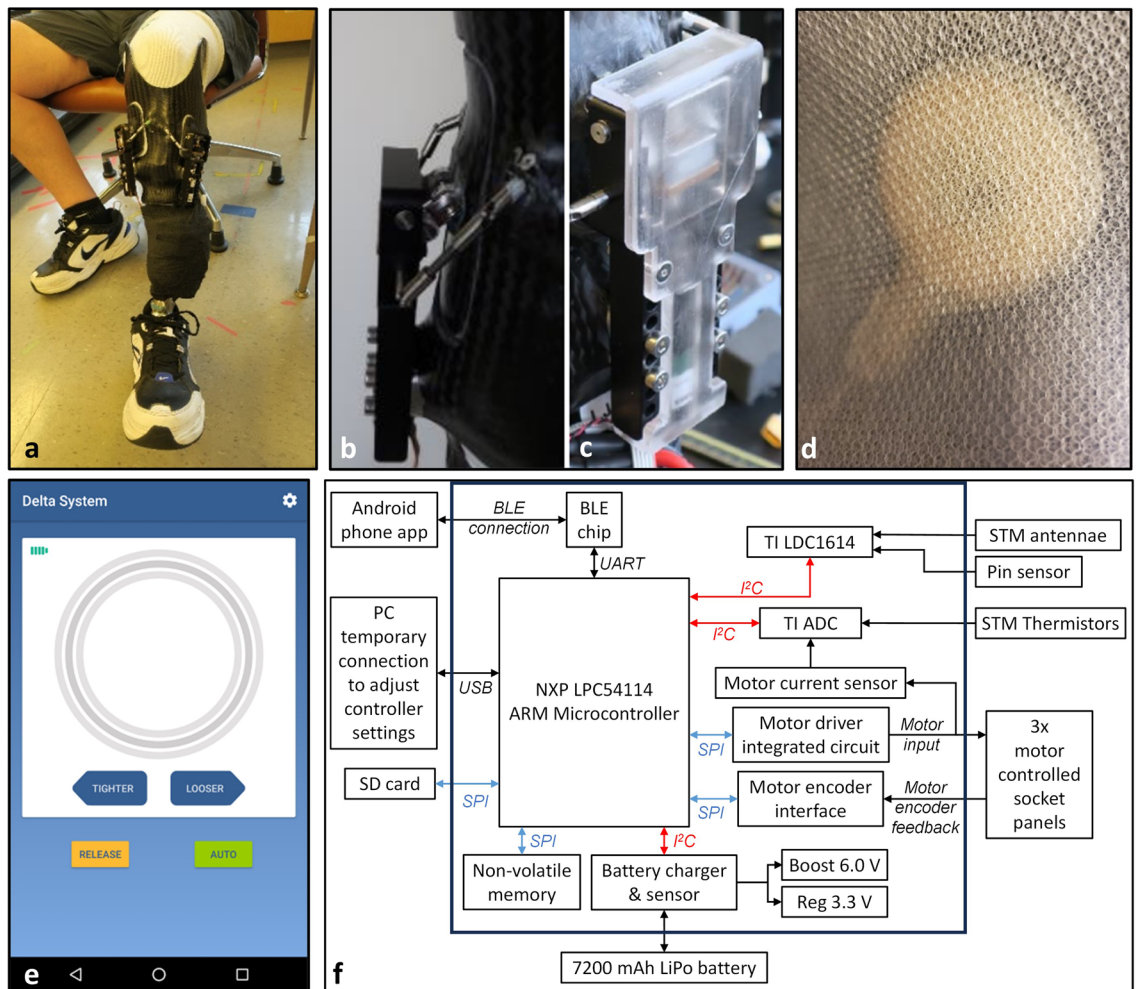 a
b
c
d
Delta System
TIGHTER
LOOSER
RELEASE
AUTO
e
Android
phone app
BLE
connection
BLE
chip
UART
TI LDC1614
STM antennae
Pin sensor
I²C
PC
temporary
connection
to adjust
controller
settings
USB
NXP LPC54114
ARM Microcontroller
I²C
TI ADC
STM Thermistors
Motor current sensor
SPI
Motor driver
integrated circuit
Motor
input
3x
motor
controlled
socket
panels
SD card
SPI
SPI
Motor encoder
interface
Motor
encoder
feedback
SPI
I²C
Non-volatile
memory
Battery charger
& sensor
Boost 6.0 V
Reg 3.3 V
7200 mAh LiPo battery
f